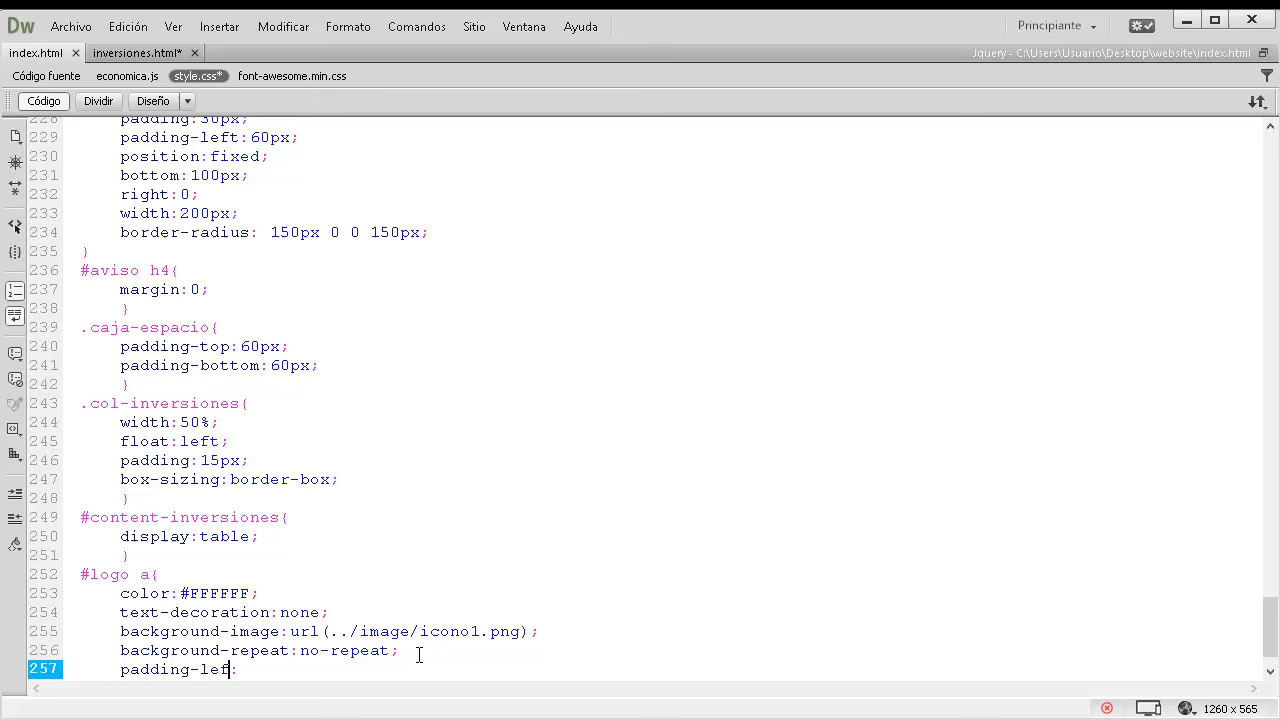 Dw Archivo Edición Ver Insertar Modificar Formato Comandos Sitio Ventana Ayuda Principiante
index.html inversiones.html* Jquery - C:\Users\Usuario\Desktop\website\index.html
Código fuente economica.js style.css* font-awesome.min.css
Código Dividir Diseño
228 padding:30px;
229 padding-left:60px;
230 position:fixed;
231 bottom:100px;
232 right:0;
233 width:200px;
234 border-radius: 150px 0 0 150px;
235 }
236 #aviso h4{
237 margin:0;
238 }
239 .caja-espacio{
240 padding-top:60px;
241 padding-bottom:60px;
242 }
243 .col-inversiones{
244 width:50%;
245 float:left;
246 padding:15px;
247 box-sizing:border-box;
248 }
249 #content-inversiones{
250 display:table;
251 }
252 #logo a{
253 color:#FFFFFF;
254 text-decoration:none;
255 background-image:url(../image/icono1.png);
256 background-repeat:no-repeat;
257 padding-lef:
1260 x 565